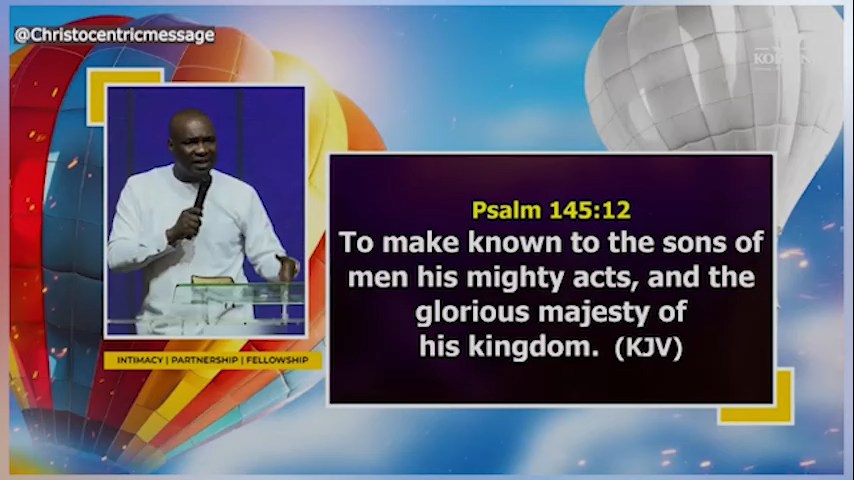 @Christocentricmessage
INTIMACY | PARTNERSHIP | FELLOWSHIP
Psalm 145:12
To make known to the sons of
men his mighty acts, and the
glorious majesty of
his kingdom. (KJV)